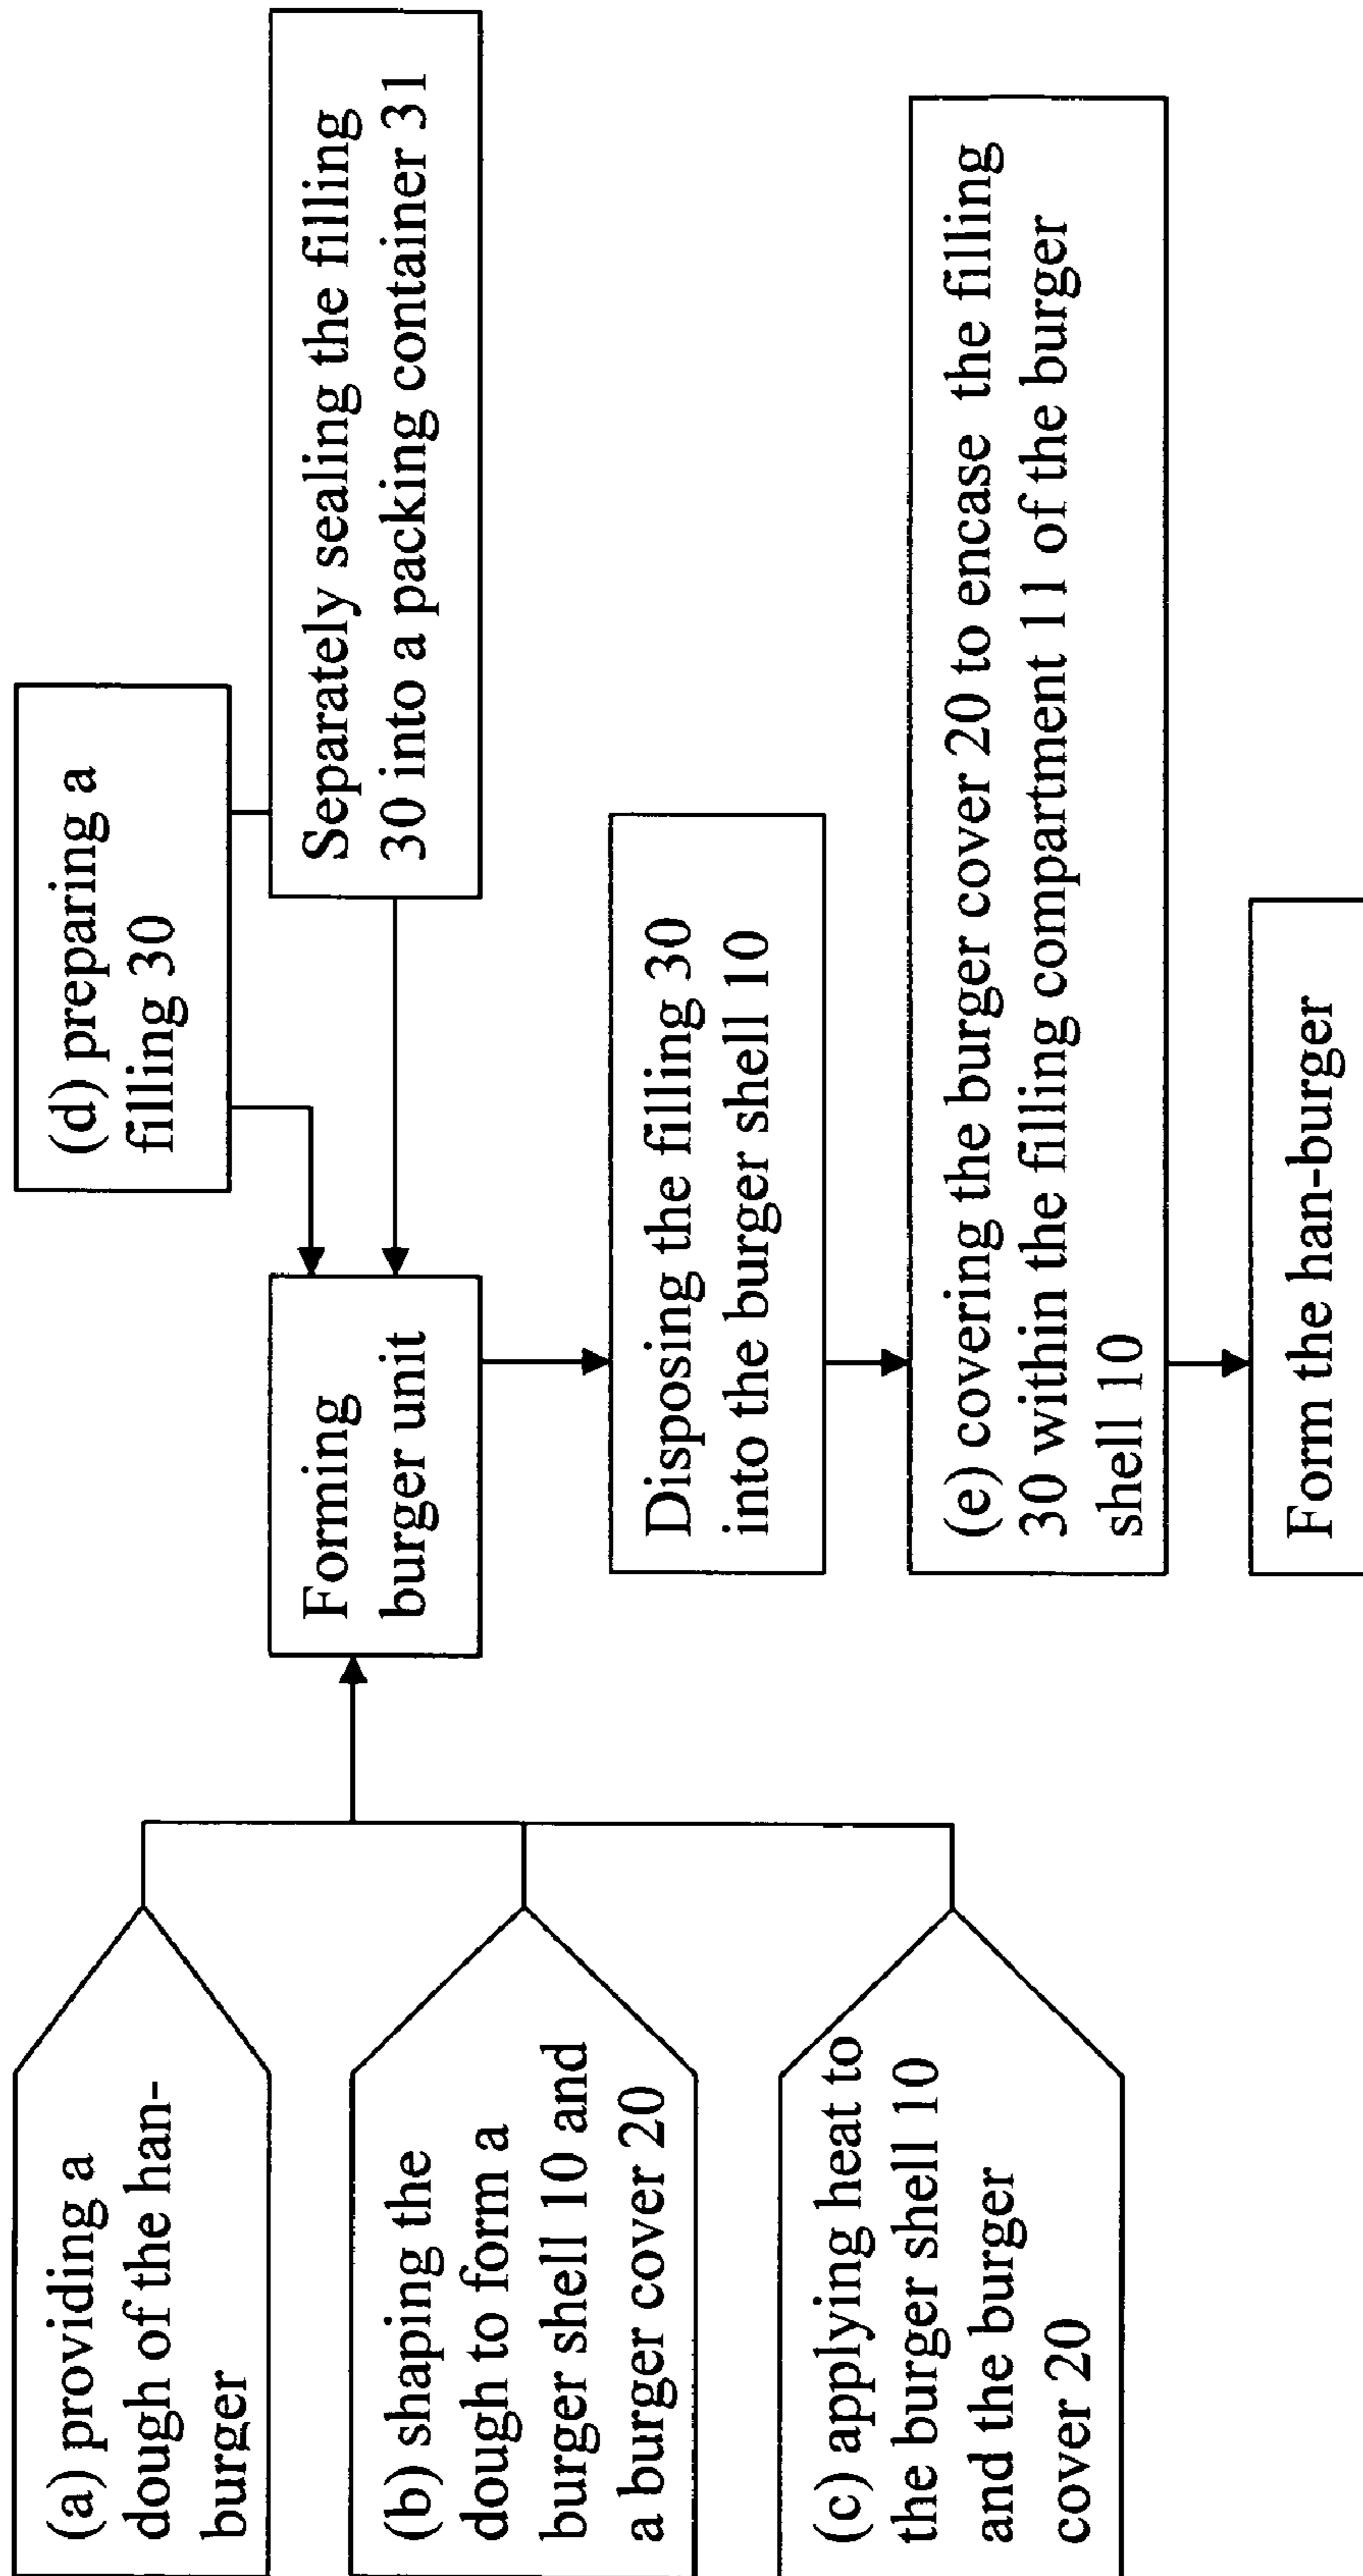 (a) providing a
dough of the han-
burger
(b) shaping the
dough to form a
burger shell 10 and
a burger cover 20
(c) applying heat to
the burger shell 10
and the burger
cover 20
Forming
burger unit
(d) preparing a
filling 30
Separately sealing the filling
30 into a packing container 31
Disposing the filling 30
into the burger shell 10
(e) covering the burger cover 20 to encase the filling
30 within the filling compartment 11 of the burger
shell 10
Form the han-burger